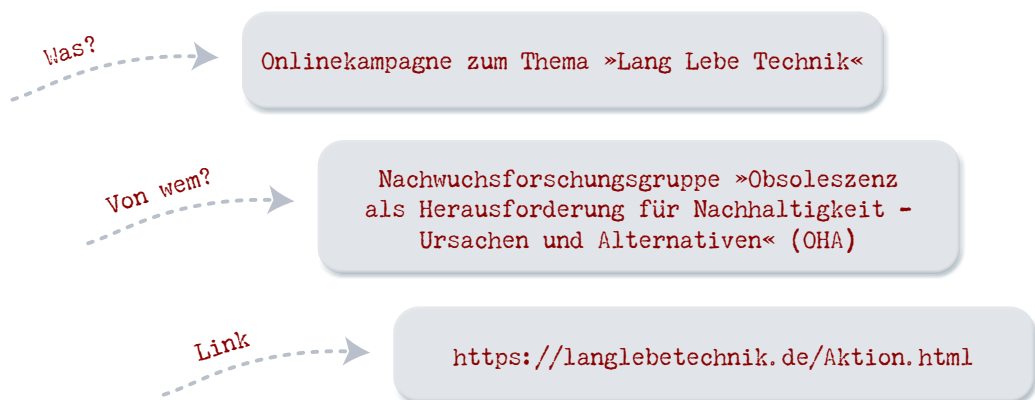 Was?
Onlinekampagne zum Thema »Lang Lebe Technik«
Von wem?
Nachwuchsforschungsgruppe »Obsoleszenz
als Herausforderung für Nachhaltigkeit -
Ursachen und Alternativen« (OHA)
Link
https://langlebetechnik.de/Aktion.html